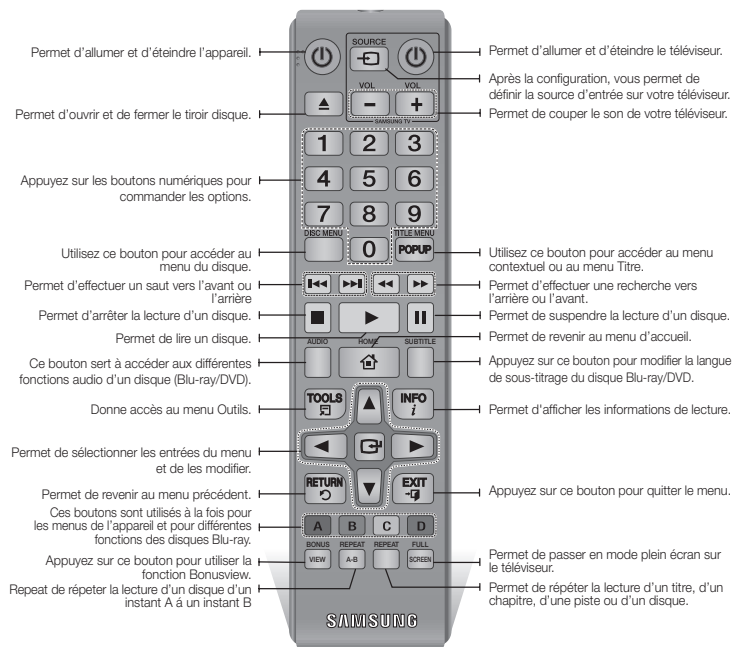 Permet d'allumer et d'éteindre l'appareil.
SOURCE
Permet d'allumer et d'éteindre le téléviseur.
Après la configuration, vous permet de
définir la source d'entrée sur votre téléviseur.
VOL
VOL
Permet d'ouvrir et de fermer le tiroir disque.
Permet de couper le son de votre téléviseur.
SAMSUNG TV
1 2 3
4 5 6
7 8 9
Appuyez sur les boutons numériques pour
commander les options.
DISC MENU
0
TITLE MENU
POPUP
Utilisez ce bouton pour accéder au
menu du disque.
Utilisez ce bouton pour accéder au menu
contextuel ou au menu Titre.
Permet d'effectuer un saut vers l'avant ou
l'arrière
Permet d'effectuer une recherche vers
l'arrière ou l'avant.
Permet d'arrêter la lecture d'un disque.
Permet de suspendre la lecture d'un disque.
Permet de lire un disque.
Permet de revenir au menu d'accueil.
AUDIO
HOME
SUBTITLE
Ce bouton sert à accéder aux différentes
fonctions audio d'un disque (Blu-ray/DVD).
Appuyez sur ce bouton pour modifier la langue
de sous-titrage du disque Blu-ray/DVD.
TOOLS
INFO
i
Donne accès au menu Outils.
Permet d'afficher les informations de lecture.
Permet de sélectionner les entrées du menu
et de les modifier.
RETURN
EXIT
Permet de revenir au menu précédent.
Appuyez sur ce bouton pour quitter le menu.
Ces boutons sont utilisés à la fois pour
les menus de l'appareil et pour différentes
fonctions des disques Blu-ray.
A B C D
BONUS
REPEAT
REPEAT
FULL
VIEW
A-B
SCREEN
Appuyez sur ce bouton pour utiliser la
fonction Bonusview.
Permet de passer en mode plein écran sur
le téléviseur.
Repeat de répeter la lecture d'un disque d'un
instant A á un instant B
Permet de répéter la lecture d'un titre, d'un
chapitre, d'une piste ou d'un disque.
SAMSUNG